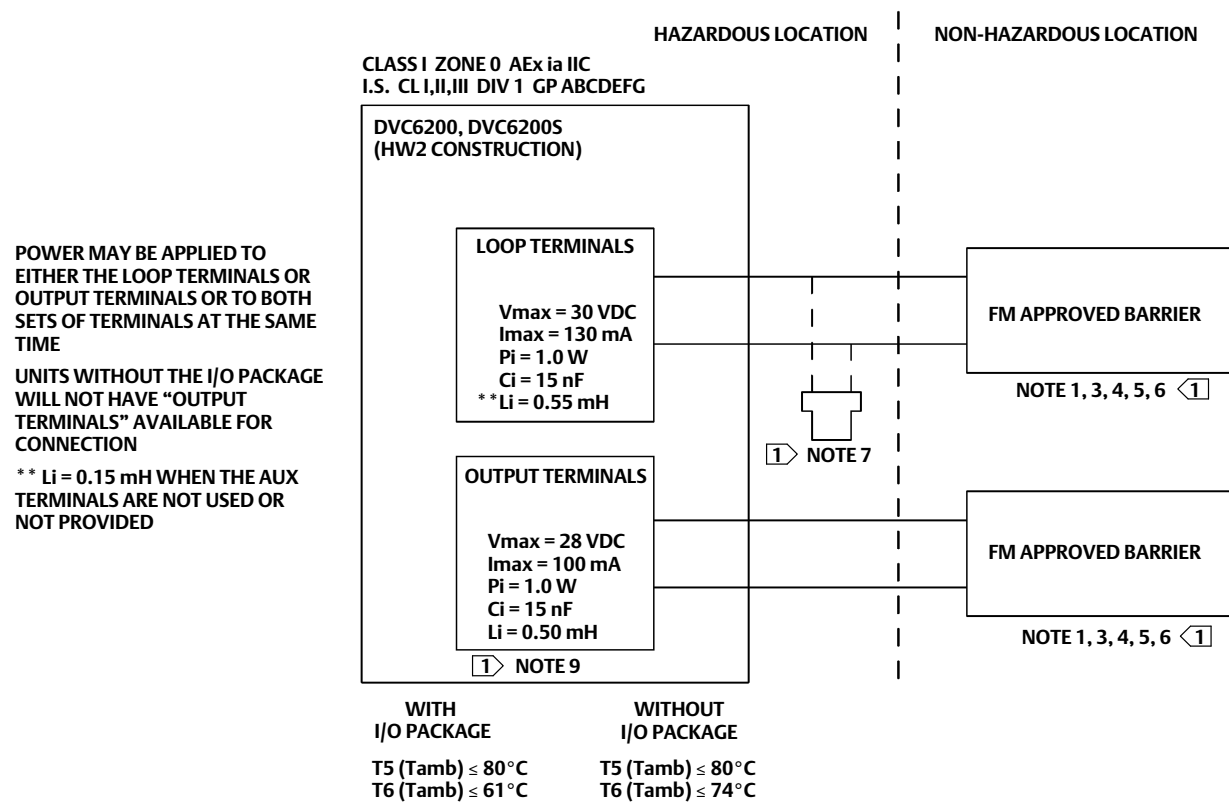 HAZARDOUS LOCATION
NON-HAZARDOUS LOCATION
CLASS I ZONE 0 AEx ia IIC
I.S. CL I,II,III DIV 1 GP ABCDEFG
DVC6200, DVC6200S
(HW2 CONSTRUCTION)
POWER MAY BE APPLIED TO
EITHER THE LOOP TERMINALS OR
OUTPUT TERMINALS OR TO BOTH
SETS OF TERMINALS AT THE SAME
TIME
UNITS WITHOUT THE I/O PACKAGE
WILL NOT HAVE “OUTPUT
TERMINALS” AVAILABLE FOR
CONNECTION
** Li = 0.15 mH WHEN THE AUX
TERMINALS ARE NOT USED OR
NOT PROVIDED
LOOP TERMINALS
Vmax = 30 VDC
Imax = 130 mA
Pi = 1.0 W
Ci = 15 nF
**Li = 0.55 mH
FM APPROVED BARRIER
NOTE 1, 3, 4, 5, 6 1
1 NOTE 7
OUTPUT TERMINALS
Vmax = 28 VDC
Imax = 100 mA
Pi = 1.0 W
Ci = 15 nF
Li = 0.50 mH
1 NOTE 9
FM APPROVED BARRIER
NOTE 1, 3, 4, 5, 6 1
WITH
I/O PACKAGE
T5 (Tamb) ≤ 80°C
T6 (Tamb) ≤ 61°C
WITHOUT
I/O PACKAGE
T5 (Tamb) ≤ 80°C
T6 (Tamb) ≤ 74°C